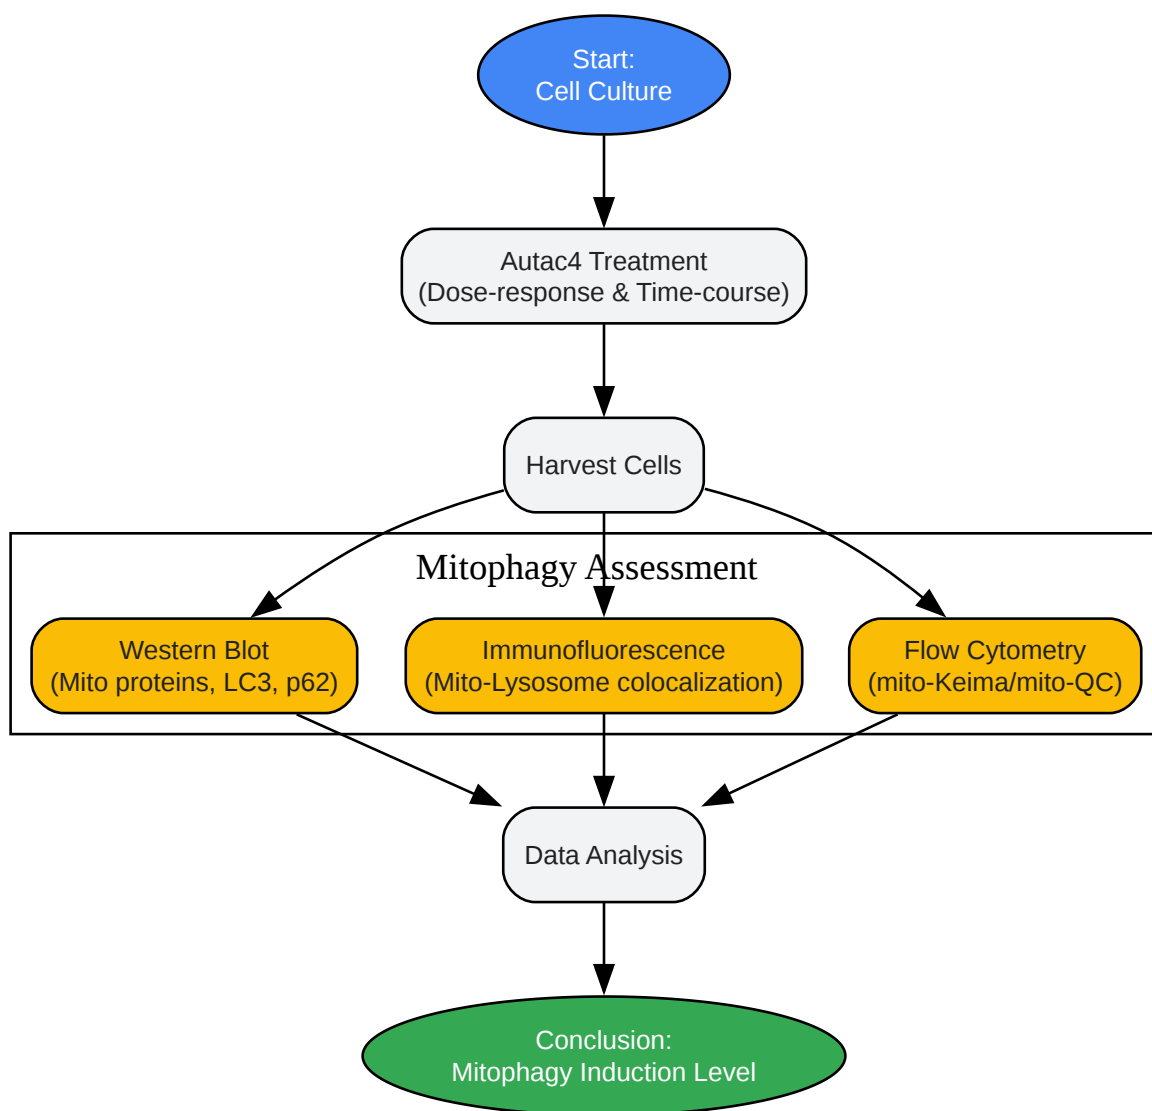 Start:
Cell Culture
Autac4 Treatment
(Dose-response & Time-course)
Harvest Cells
Mitophagy Assessment
Western Blot
(Mito proteins, LC3, p62)
Immunofluorescence
(Mito-Lysosome colocalization)
Flow Cytometry
(mito-Keima/mito-QC)
Data Analysis
Conclusion:
Mitophagy Induction Level